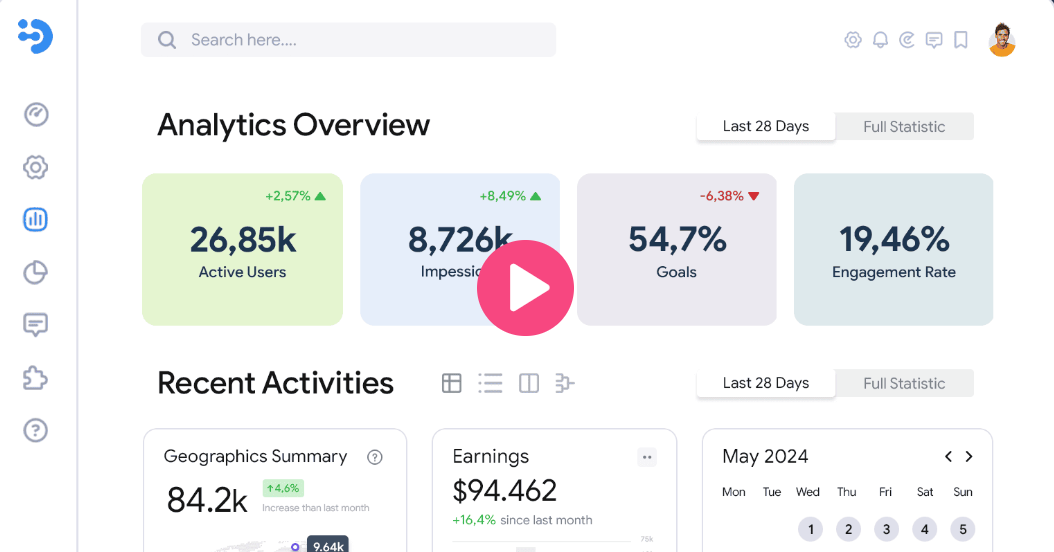 Search here....
Analytics Overview
Last 28 Days
Full Statistic
+2,57%
26,85k
Active Users
+8,49%
8,726k
Impessio
-6,38%
54,7%
Goals
19,46%
Engagement Rate
Recent Activities
Last 28 Days
Full Statistic
Geographics Summary
84.2k
4,6%
Increase than last month
9.64k
Earnings
$94.462
+16,4% since last month
75k
May 2024
Mon Tue Wed Thu Fri Sat Sun
1 2 3 4 5